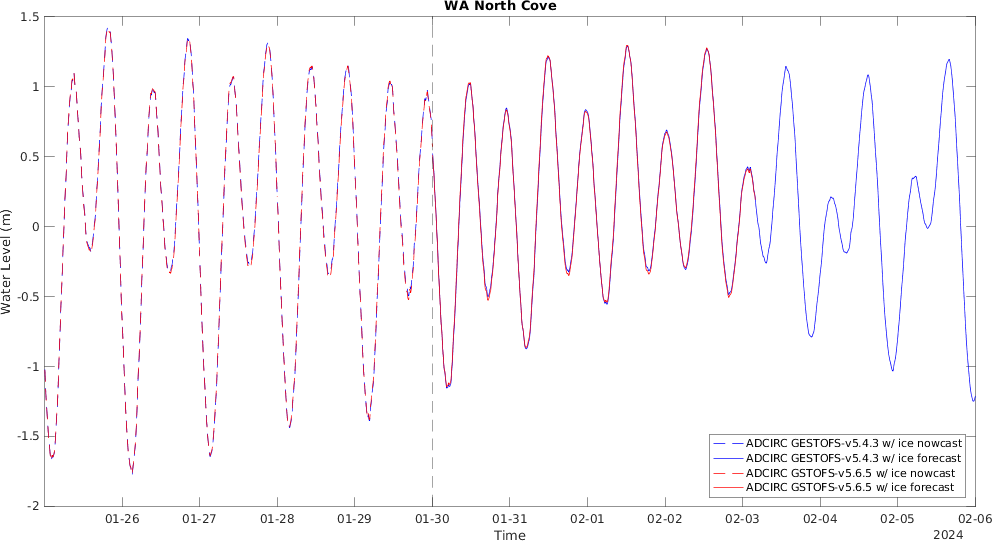 WA North Cove
1.5
1
0.5
0
-0.5
-1
-1.5
-2
Water Level (m)
01-26 01-27 01-28 01-29 01-30 01-31 02-01 02-02 02-03 02-04 02-05 02-06
Time
2024
ADCIRC GESTOFS-v5.4.3 w/ ice nowcast
ADCIRC GESTOFS-v5.4.3 w/ ice forecast
ADCIRC GSTOFS-v5.6.5 w/ ice nowcast
ADCIRC GSTOFS-v5.6.5 w/ ice forecast